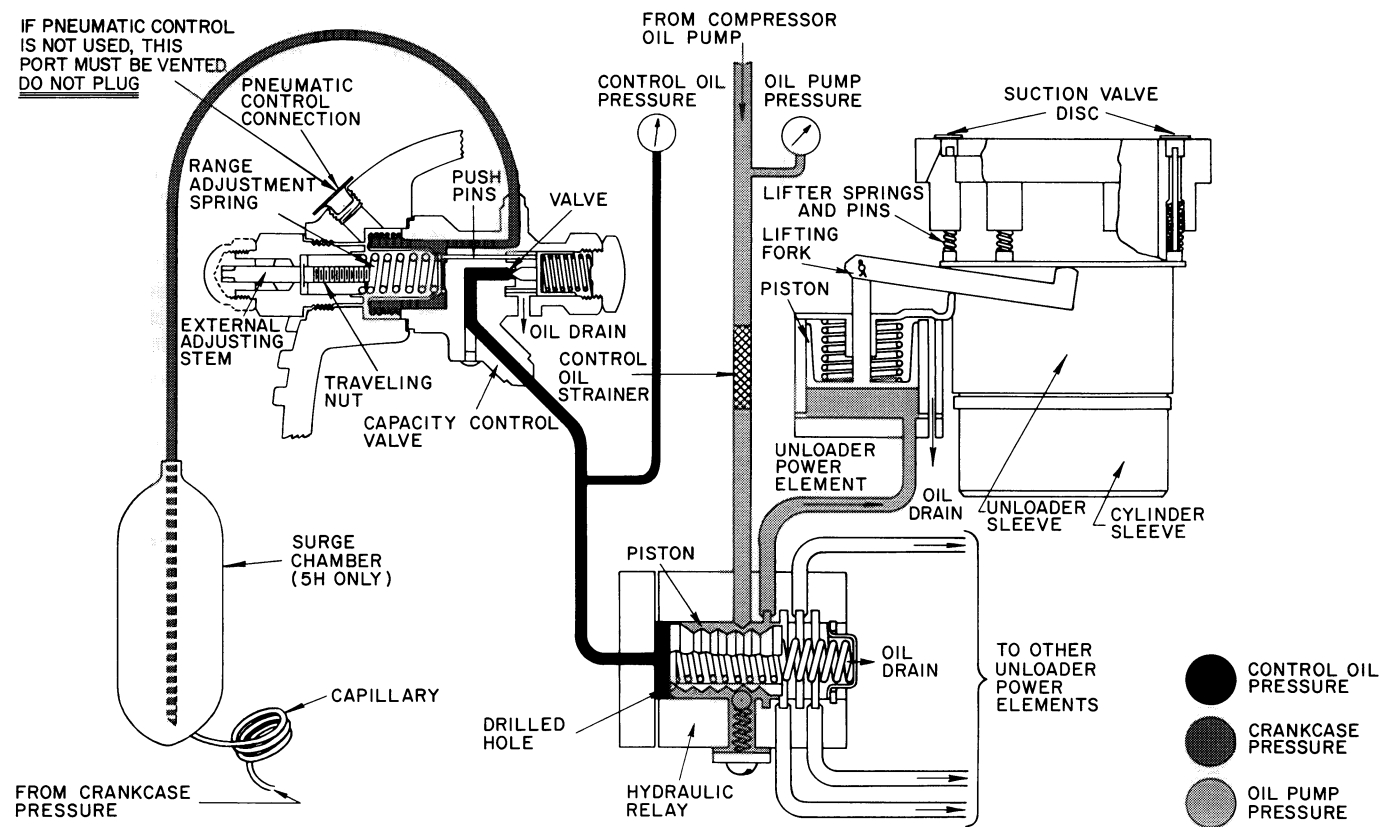 IF PNEUMATIC CONTROL
IS NOT USED, THIS
PORT MUST BE VENTED
DO NOT PLUG
PNEUMATIC
CONTROL
CONNECTION
RANGE
ADJUSTMENT
SPRING
PUSH
PINS
VALVE
CONTROL OIL
PRESSURE
FROM COMPRESSOR
OIL PUMP
OIL PUMP
PRESSURE
SUCTION VALVE
DISC
LIFTER SPRINGS
AND PINS
LIFTING
FORK
PISTON
EXTERNAL
ADJUSTING
STEM
TRAVELING
NUT
OIL DRAIN
CAPACITY CONTROL
VALVE
CONTROL
OIL
STRAINER
UNLOADER
POWER
ELEMENT
OIL
DRAIN
UNLOADER
SLEEVE
CYLINDER
SLEEVE
SURGE
CHAMBER
(5H ONLY)
PISTON
OIL
DRAIN
TO OTHER
UNLOADER
POWER
ELEMENTS
CAPILLARY
DRILLED
HOLE
HYDRAULIC
RELAY
FROM CRANKCASE
PRESSURE
CONTROL OIL
PRESSURE
CRANKCASE
PRESSURE
OIL PUMP
PRESSURE